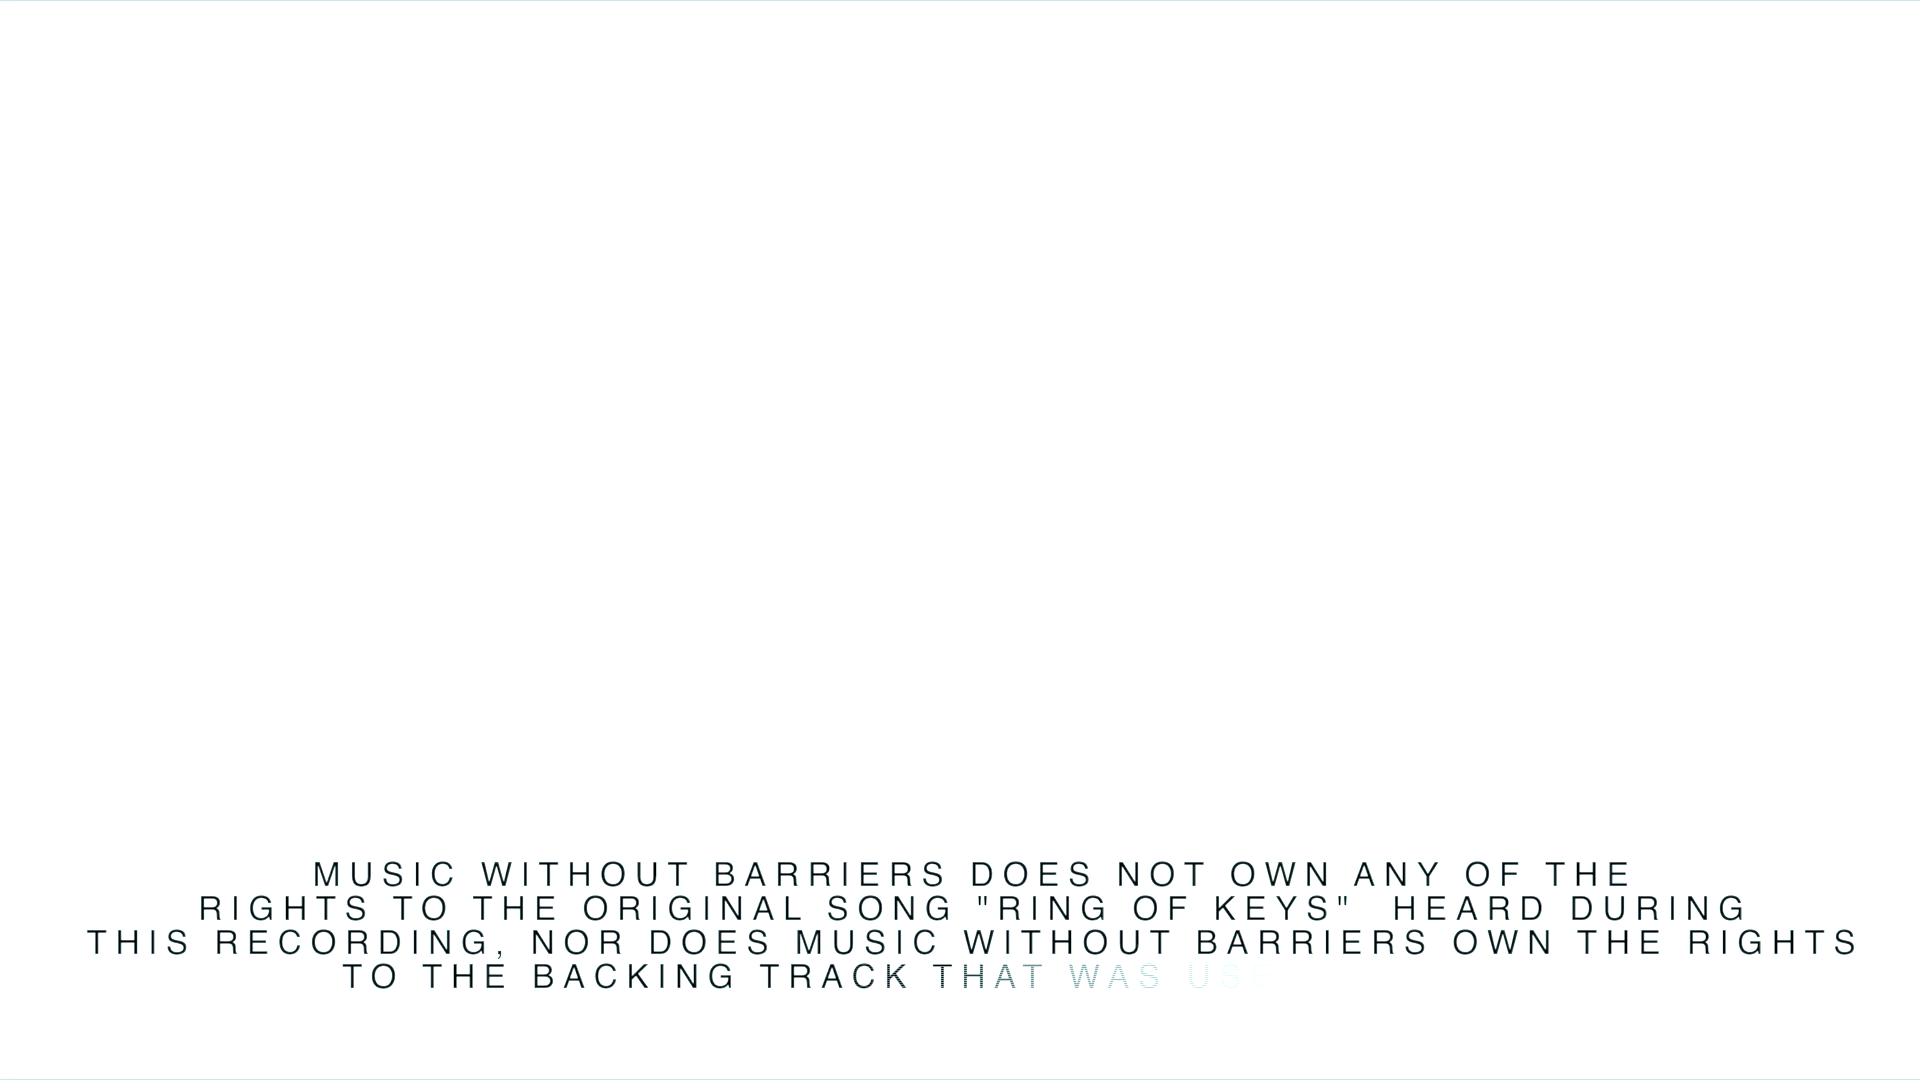 MUSIC WITHOUT BARRIERS DOES NOT OWN ANY OF THE
RIGHTS TO THE ORIGINAL SONG "RING OF KEYS" HEARD DURING
THIS RECORDING, NOR DOES MUSIC WITHOUT BARRIERS OWN THE RIGHTS
TO THE BACKING TRACK THAT WAS